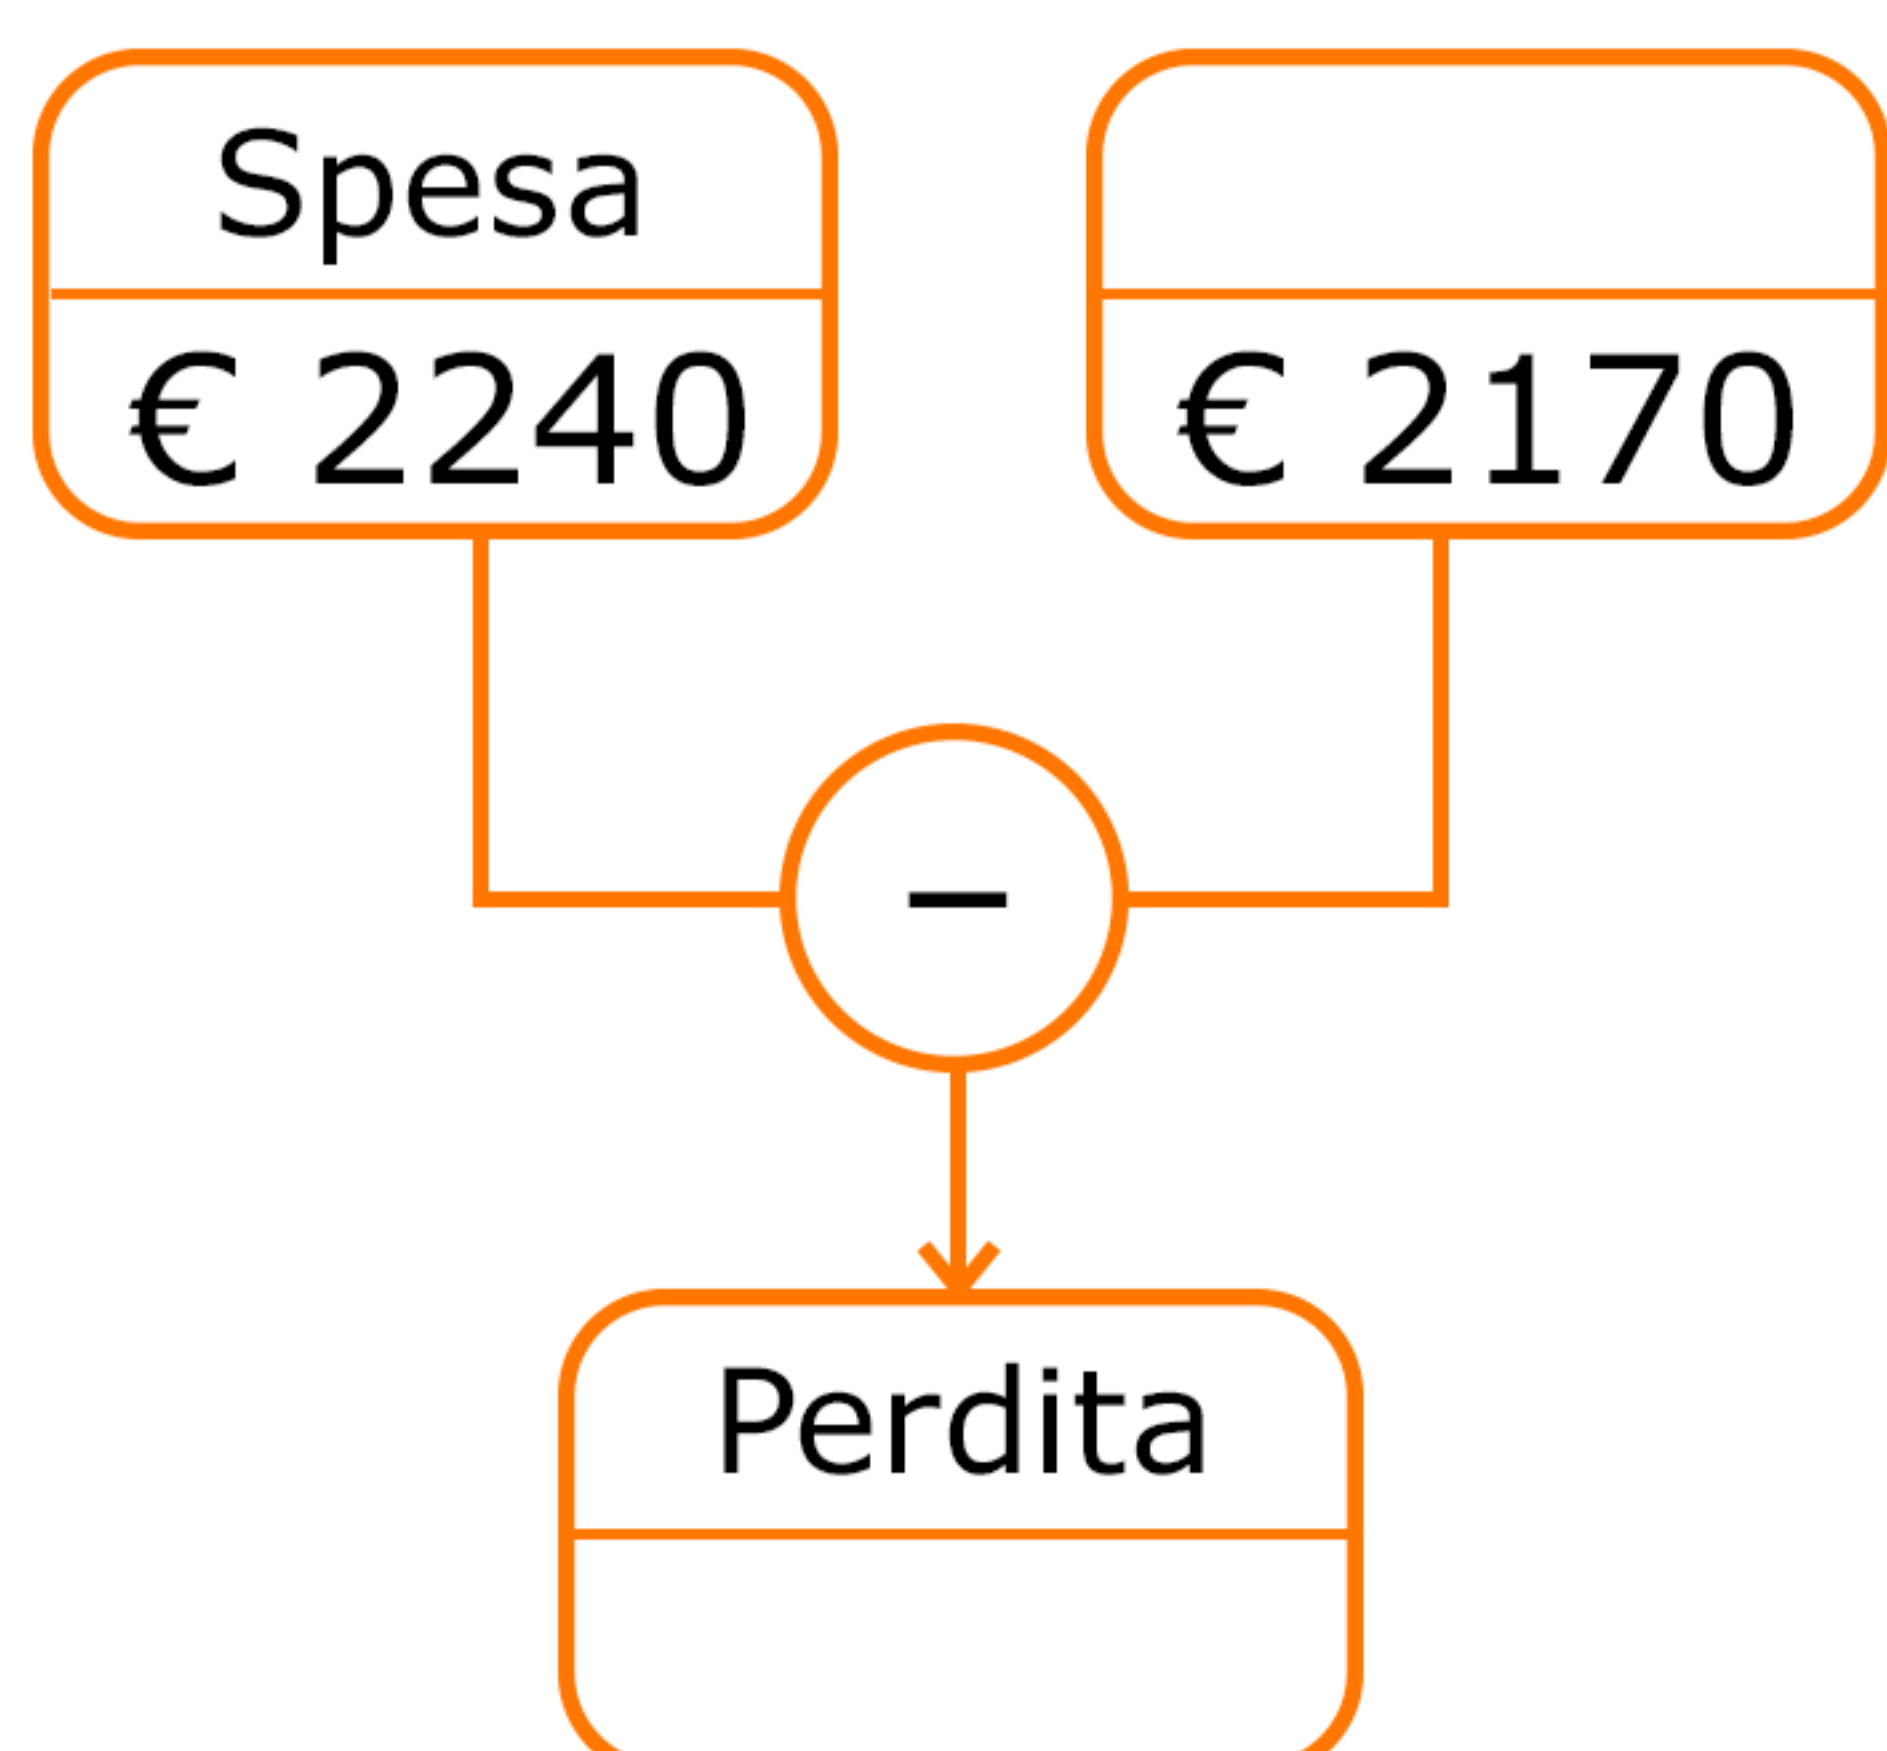 Spesa
€ 2240
€ 2170
–
Perdita